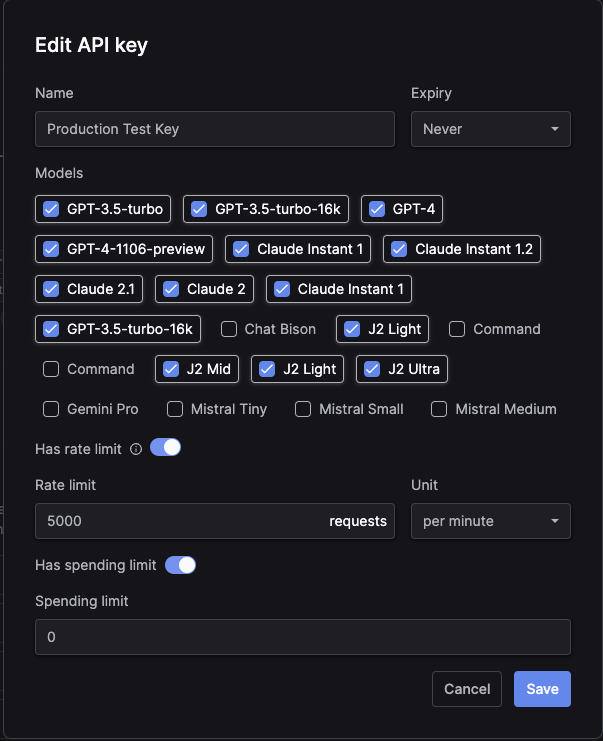 Edit API key
Name Expiry
Production Test Key Never
Models
GPT-3.5-turbo GPT-3.5-turbo-16k GPT-4
GPT-4-1106-preview Claude Instant 1 Claude Instant 1.2
Claude 2.1 Claude 2 Claude Instant 1
GPT-3.5-turbo-16k Chat Bison J2 Light Command
Command J2 Mid J2 Light J2 Ultra
Gemini Pro Mistral Tiny Mistral Small Mistral Medium
Has rate limit
Rate limit Unit
5000 requests per minute
Has spending limit
Spending limit
0
Cancel Save